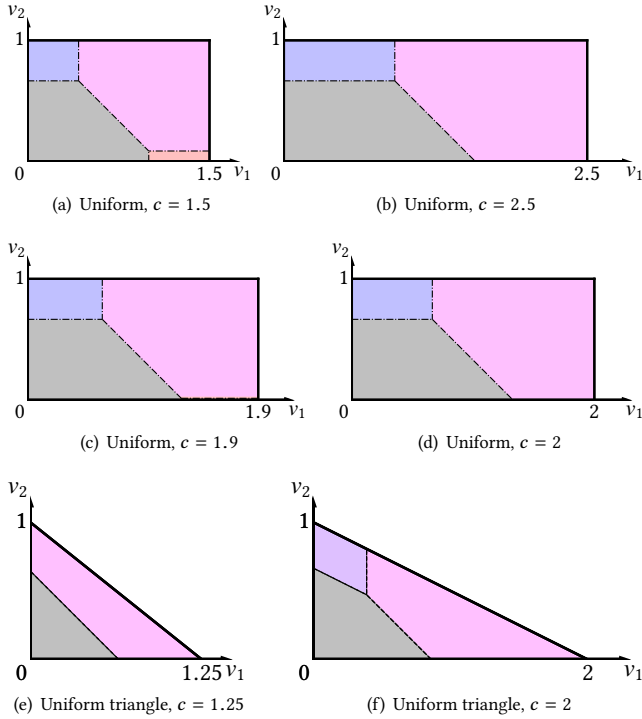 v₂ v₂
1 1
0 1.5 v₁ 0 2.5 v₁
(a) Uniform, c = 1.5 (b) Uniform, c = 2.5
v₂ v₂
1 1
0 1.9 v₁ 0 2 v₁
(c) Uniform, c = 1.9 (d) Uniform, c = 2
v₂ v₂
1 1
0 1.25 v₁ 0 2 v₁
(e) Uniform triangle, c = 1.25 (f) Uniform triangle, c = 2